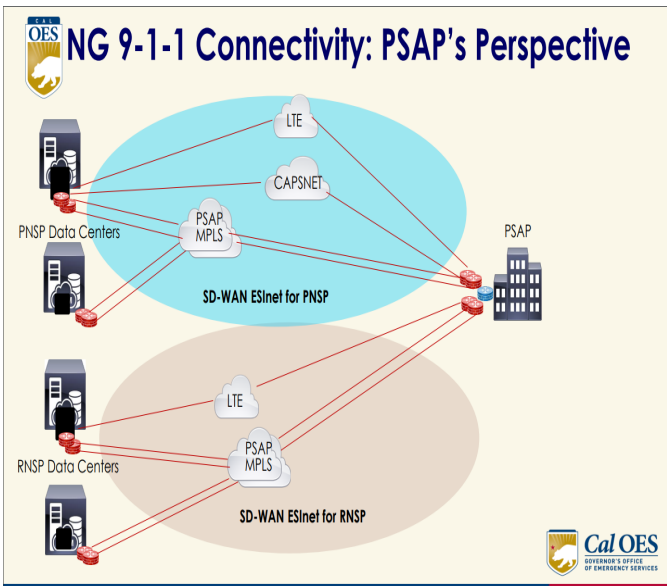 CAL
OES
NG 9-1-1 Connectivity: PSAP's Perspective
LTE
CAPSNET
PNSP Data Centers
PSAP
MPLS
PSAP
SD-WAN ESInet for PNSP
LTE
RNSP Data Centers
PSAP
MPLS
SD-WAN ESInet for RNSP
Cal OES
GOVERNOR'S OFFICE
OF EMERGENCY SERVICES